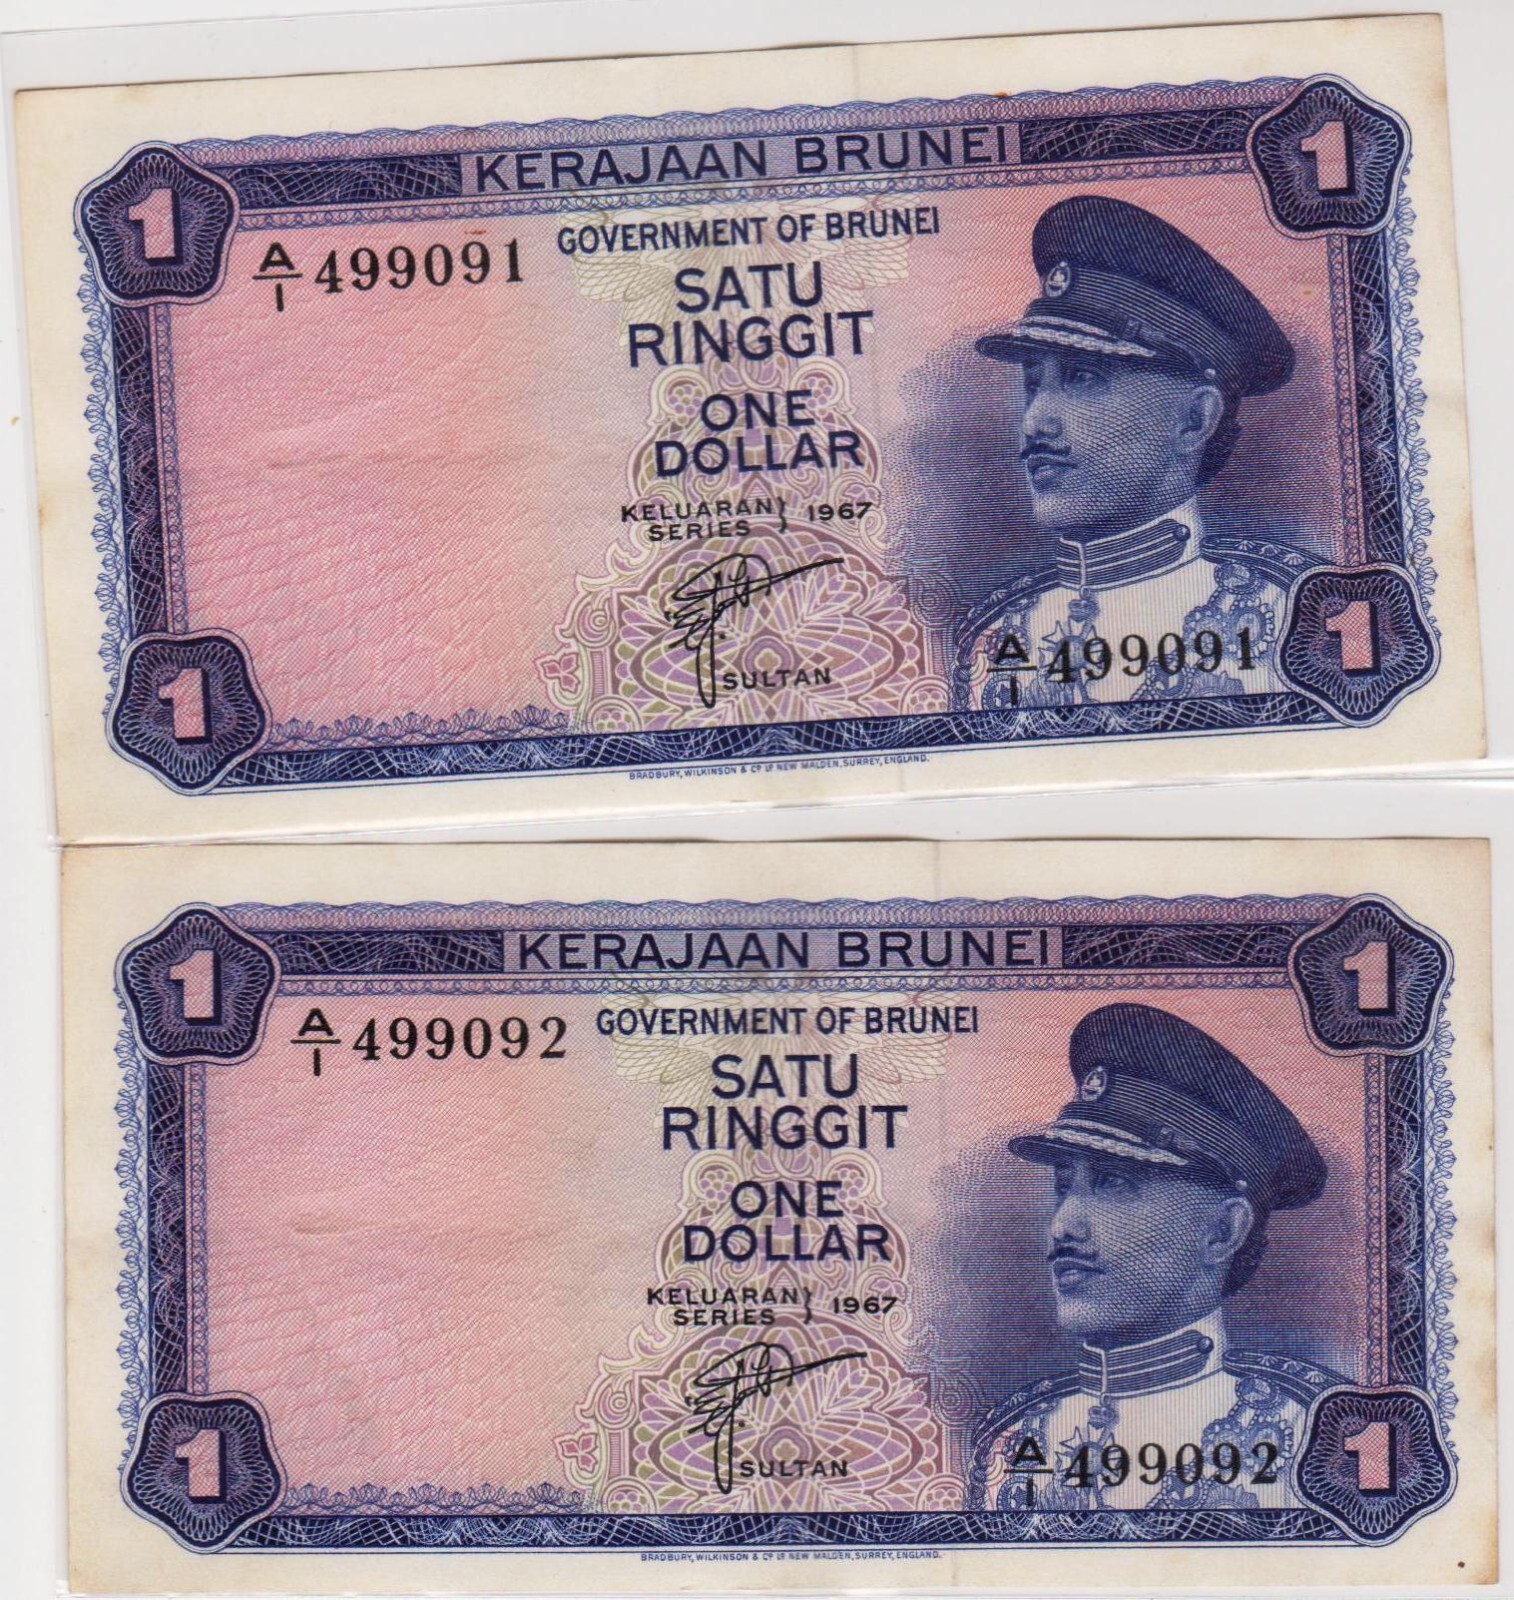 1 KERAJAAN BRUNEI 1
A/1 499091 GOVERNMENT OF BRUNEI
SATU
RINGGIT
ONE
DOLLAR
KELUARAN } 1967
SERIES
SULTAN
A/1 499091
1 1
BRADBURY, WILKINSON & Cº Lº NEW MALDEN, SURREY, ENGLAND.
1 KERAJAAN BRUNEI 1
A/1 499092 GOVERNMENT OF BRUNEI
SATU
RINGGIT
ONE
DOLLAR
KELUARAN } 1967
SERIES
SULTAN
A/1 499092
1 1
BRADBURY, WILKINSON & Cº Lº NEW MALDEN, SURREY, ENGLAND.